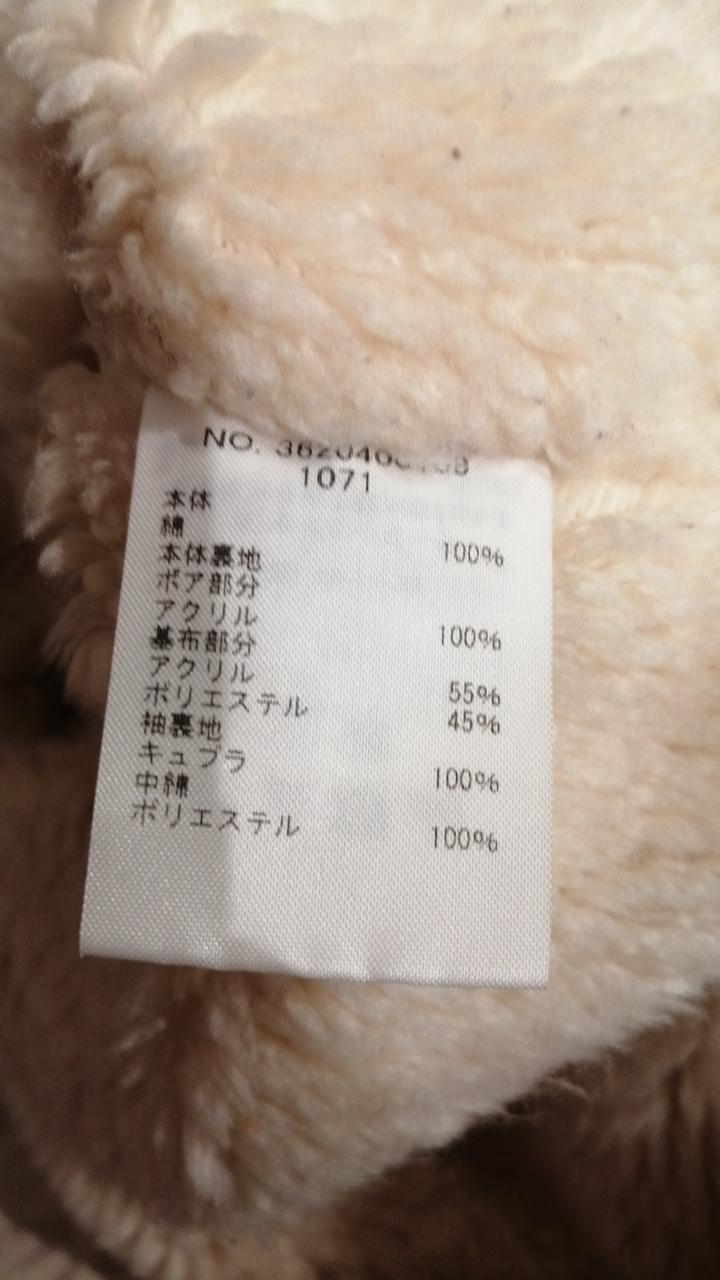 NO.
1071
本体
綿 100%
本体裏地
ボア部分
アクリル 100%
基布部分
アクリル 55%
ポリエステル 45%
袖裏地
キュプラ 100%
中綿
ポリエステル 100%